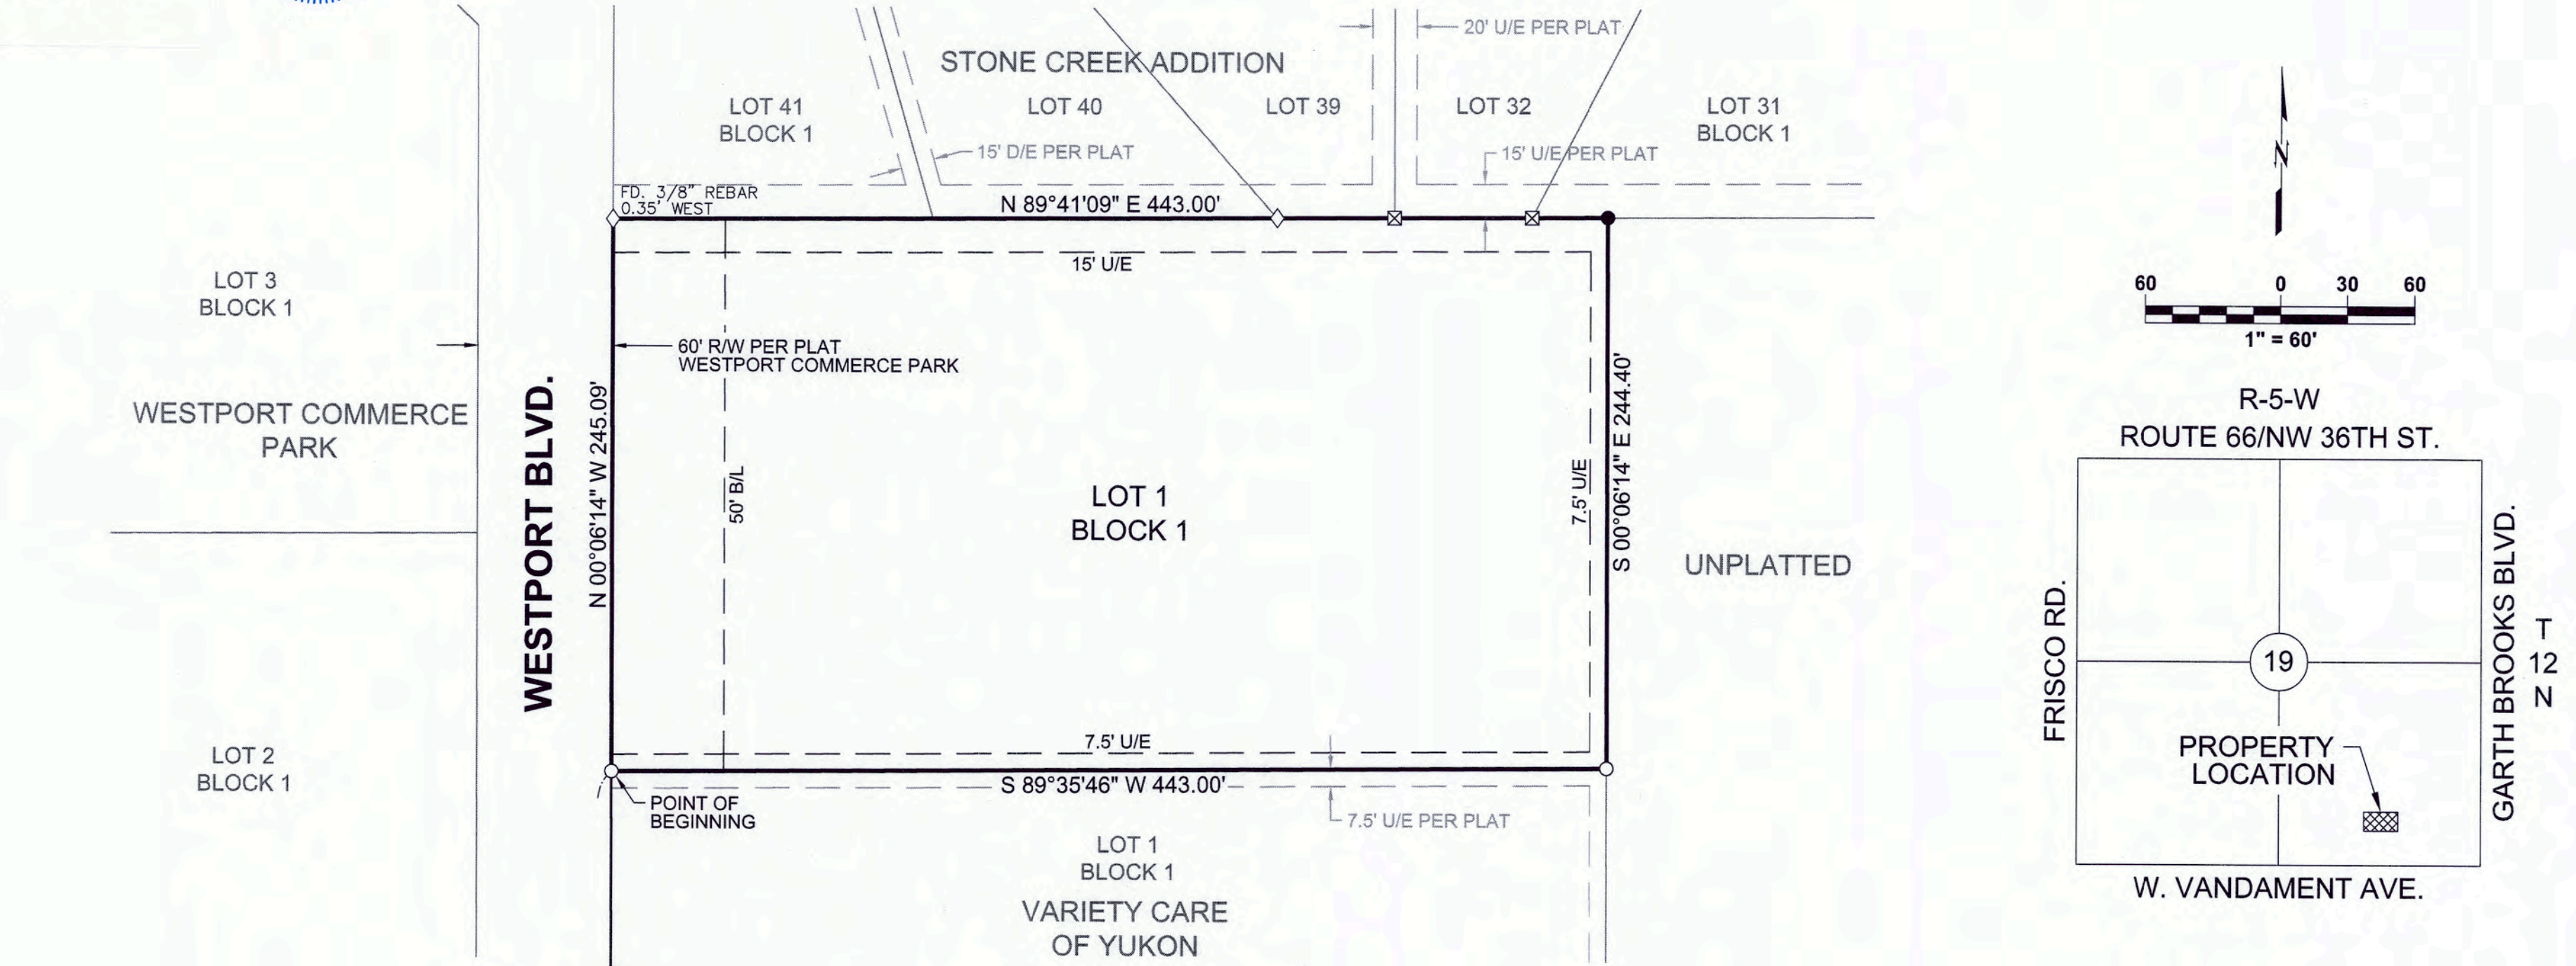 20' U/E PER PLAT
STONE CREEK ADDITION
LOT 41
BLOCK 1
LOT 40
LOT 39
LOT 32
LOT 31
BLOCK 1
15' D/E PER PLAT
15' U/E PER PLAT
FD. 3/8" REBAR
0.35' WEST
N 89°41'09" E 443.00'
15' U/E
LOT 3
BLOCK 1
60' R/W PER PLAT
WESTPORT COMMERCE PARK
WESTPORT COMMERCE
PARK
WESTPORT BLVD.
N 00°06'14" W 245.09'
50' B/L
LOT 1
BLOCK 1
7.5' U/E
S 00°06'14" E 244.40'
UNPLATTED
LOT 2
BLOCK 1
7.5' U/E
S 89°35'46" W 443.00'
POINT OF
BEGINNING
7.5' U/E PER PLAT
LOT 1
BLOCK 1
VARIETY CARE
OF YUKON
N
60 0 30 60
1" = 60'
R-5-W
ROUTE 66/NW 36TH ST.
FRISCO RD.
19
GARTH BROOKS BLVD.
T
12
N
PROPERTY
LOCATION
W. VANDAMENT AVE.